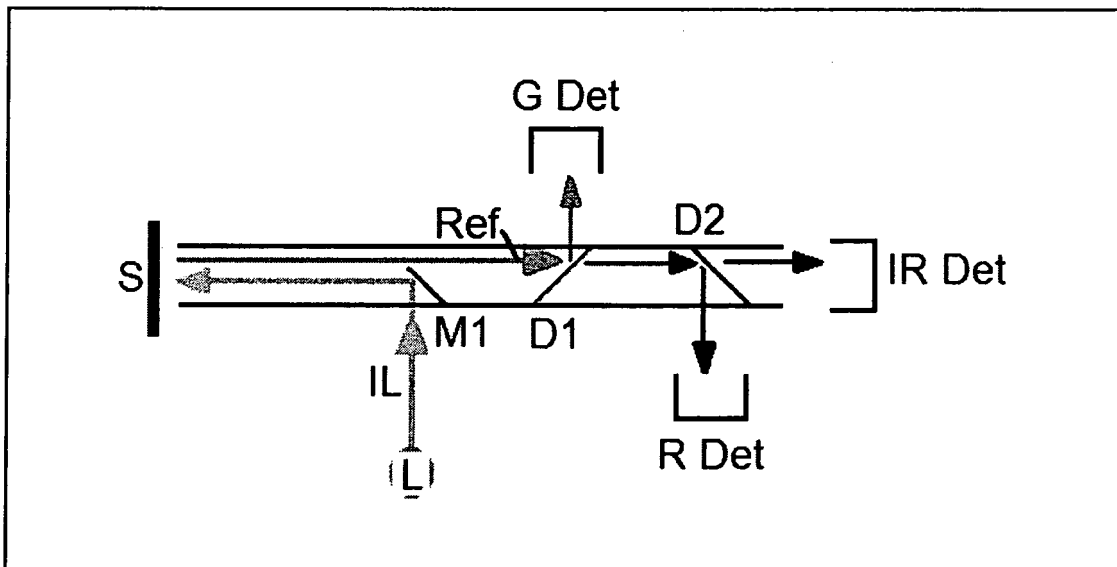 G Det
Ref
D2
S
IR Det
M1
D1
IL
R Det
L